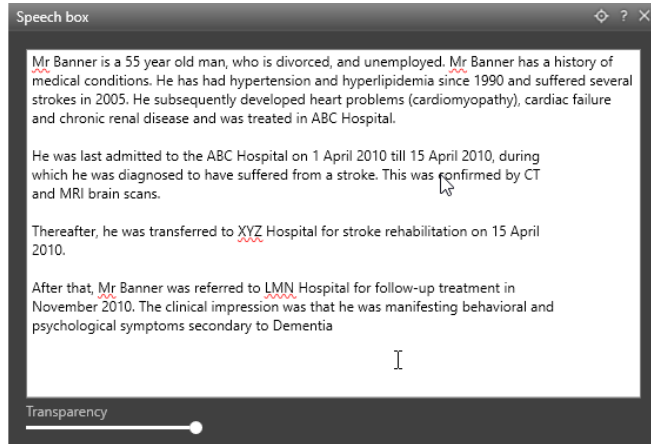 Speech box
Mr Banner is a 55 year old man, who is divorced, and unemployed. Mr Banner has a history of
medical conditions. He has had hypertension and hyperlipidemia since 1990 and suffered several
strokes in 2005. He subsequently developed heart problems (cardiomyopathy), cardiac failure
and chronic renal disease and was treated in ABC Hospital.
He was last admitted to the ABC Hospital on 1 April 2010 till 15 April 2010, during
which he was diagnosed to have suffered from a stroke. This was confirmed by CT
and MRI brain scans.
Thereafter, he was transferred to XYZ Hospital for stroke rehabilitation on 15 April
2010.
After that, Mr Banner was referred to LMN Hospital for follow-up treatment in
November 2010. The clinical impression was that he was manifesting behavioral and
psychological symptoms secondary to Dementia
Transparency